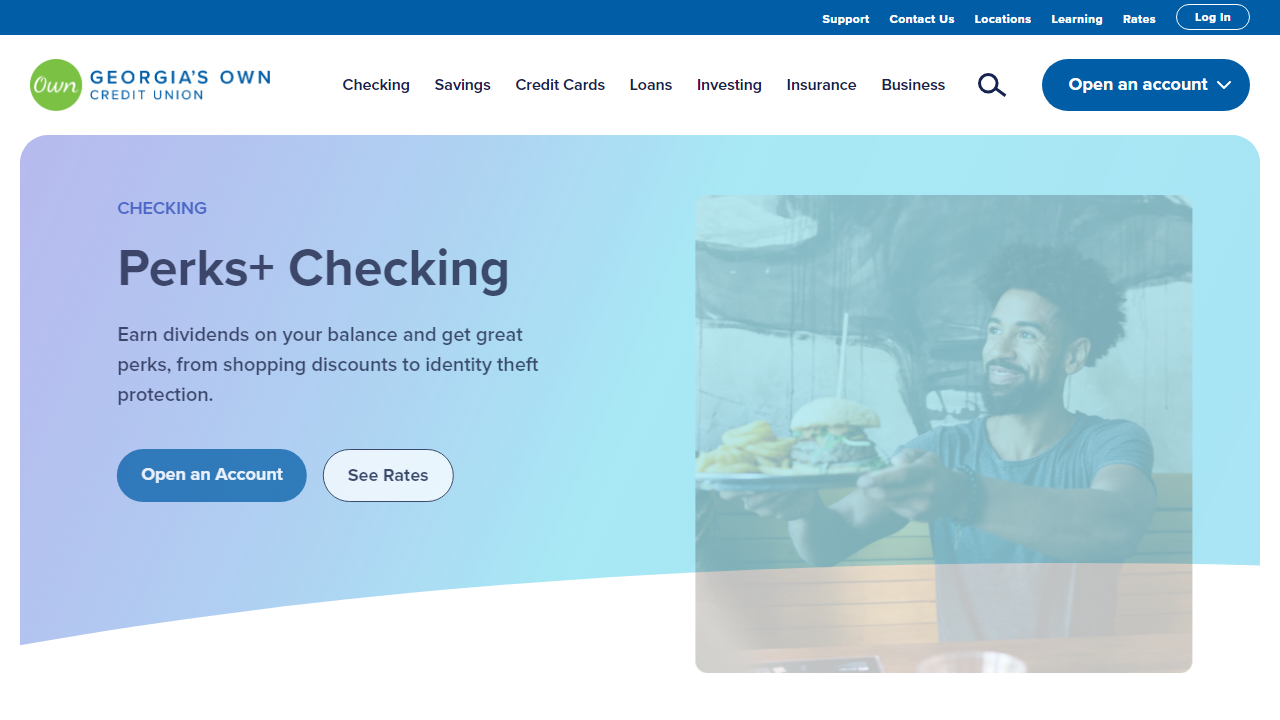 Support Contact Us Locations Learning Rates Log In
Own GEORGIA'S OWN
CREDIT UNION
Checking Savings Credit Cards Loans Investing Insurance Business Open an account
CHECKING
Perks+ Checking
Earn dividends on your balance and get great
perks, from shopping discounts to identity theft
protection.
Open an Account See Rates